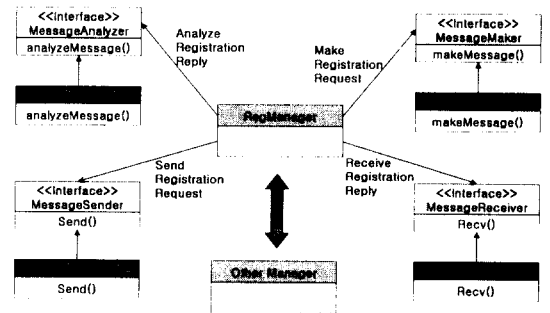 <<Interface>>
MessageAnalyzer
analyzeMessage()
analyzeMessage()
Analyze
Registration
Reply
Make
Registration
Request
<<Interface>>
MessageMaker
makeMessage()
makeMessage()
RegManager
Send
Registration
Request
Receive
Registration
Reply
<<Interface>>
MessageSender
Send()
Send()
Other Manager
<<Interface>>
MessageReceiver
Recv()
Recv()